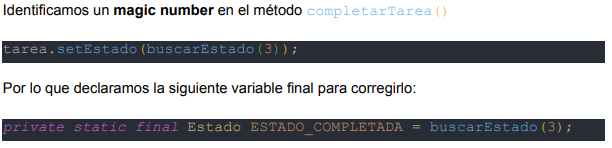 Identificamos un magic number en el método completarTarea()
tarea.setEstado(buscarEstado(3));
Por lo que declaramos la siguiente variable final para corregirlo:
private static final Estado ESTADO_COMPLETADA = buscarEstado(3);